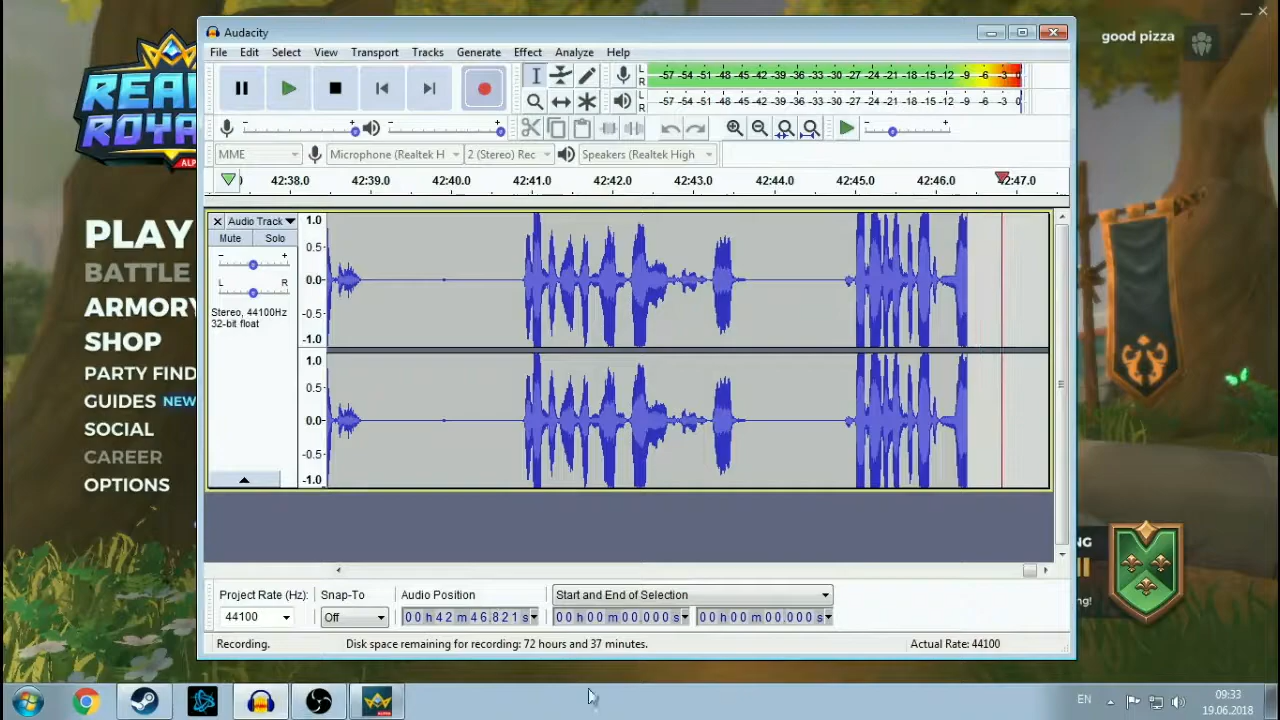 good pizza
REAL
ROYA
ALP
PLAY
BATTLE
ARMORY
SHOP
PARTY FIND
GUIDES NEW
SOCIAL
CAREER
OPTIONS
Audacity
File Edit Select View Transport Tracks Generate Effect Analyze Help
L -57 -54 -51 -48 -45 -42 -39 -36 -33 -30 -27 -24 -21 -18 -15 -12 -9 -6 -3 0
R
L -57 -54 -51 -48 -45 -42 -39 -36 -33 -30 -27 -24 -21 -18 -15 -12 -9 -6 -3 0
R
MME Microphone (Realtek H 2 (Stereo) Rec Speakers (Realtek High
42:38.0 42:39.0 42:40.0 42:41.0 42:42.0 42:43.0 42:44.0 42:45.0 42:46.0 42:47.0
Audio Track
Mute Solo
- +
L R
Stereo, 44100Hz
32-bit float
1.0
0.5
0.0
-0.5
-1.0
1.0
0.5
0.0
-0.5
-1.0
Project Rate (Hz): Snap-To Audio Position Start and End of Selection
44100 Off 00 h 42 m 46,821 s 00 h 00 m 00,000 s 00 h 00 m 00,000 s
Recording. Disk space remaining for recording: 72 hours and 37 minutes. Actual Rate: 44100
NG
ng!
EN
09:33
19.06.2018